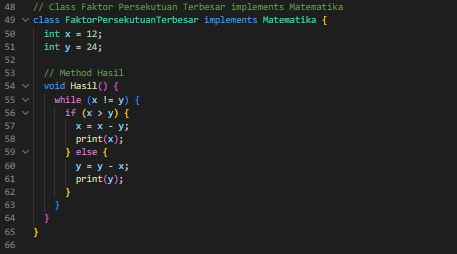 48 // Class Faktor Persekutuan Terbesar implements Matematika
49 class FaktorPersekutuanTerbesar implements Matematika {
50   int x = 12;
51   int y = 24;
52
53   // Method Hasil
54   void Hasil() {
55     while (x != y) {
56       if (x > y) {
57         x = x - y;
58         print(x);
59       } else {
60         y = y - x;
61         print(y);
62       }
63     }
64   }
65 }
66